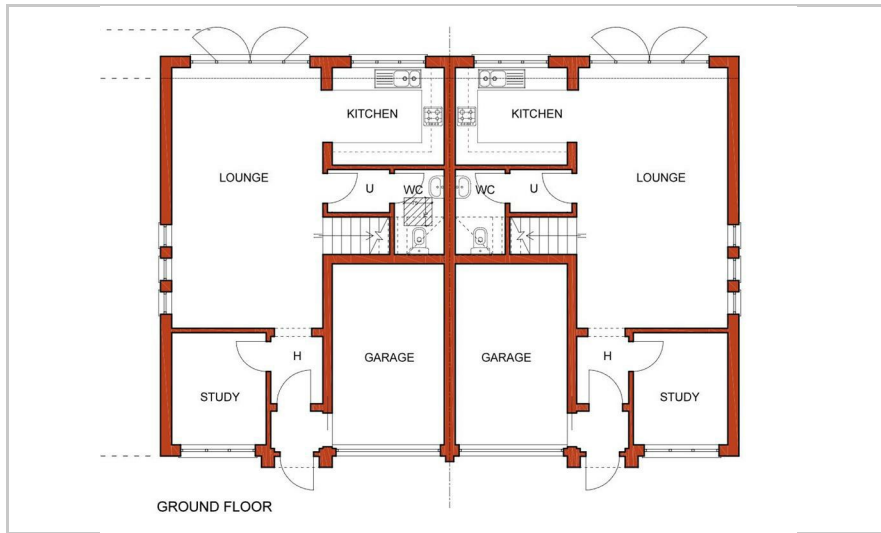 KITCHEN KITCHEN
LOUNGE LOUNGE
U WC WC U
H H
GARAGE GARAGE
STUDY STUDY
GROUND FLOOR